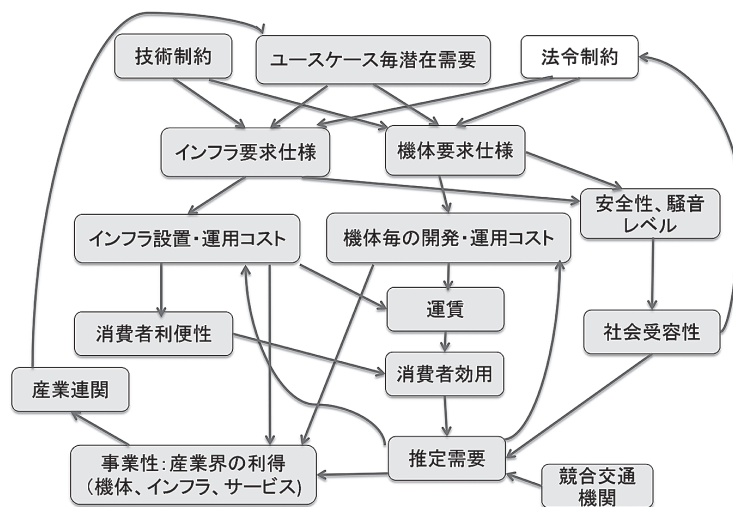 技術制約
ユースケース毎潜在需要
法令制約
インフラ要求仕様
機体要求仕様
安全性、騒音
レベル
インフラ設置・運用コスト
機体毎の開発・運用コスト
運賃
消費者利便性
社会受容性
消費者効用
産業連関
事業性：産業界の利得
（機体、インフラ、サービス）
推定需要
競合交通
機関